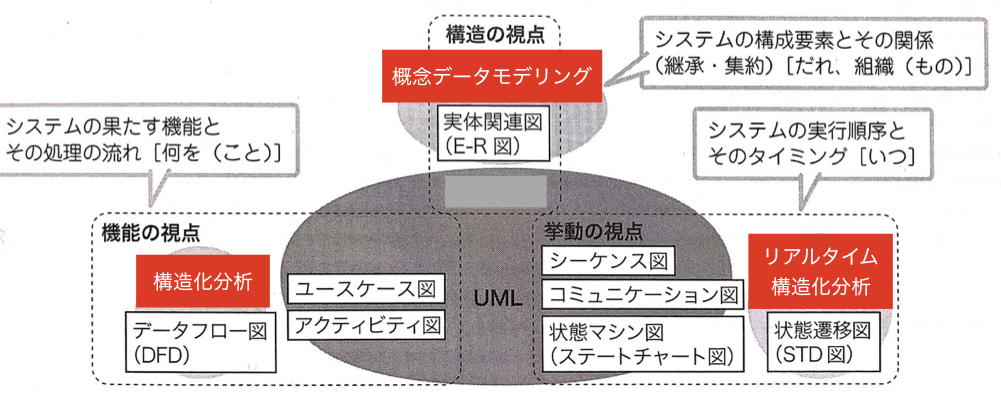 構造の視点
概念データモデリング
実体関連図
(E-R 図)
システムの構成要素とその関係
(継承・集約)[だれ、組織(もの)]
システムの果たす機能と
その処理の流れ[何を(こと)]
システムの実行順序と
そのタイミング[いつ]
機能の視点
構造化分析
データフロー図
(DFD)
ユースケース図
アクティビティ図
UML
挙動の視点
シーケンス図
コミュニケーション図
状態マシン図
(ステートチャート図)
リアルタイム
構造化分析
状態遷移図
(STD 図)